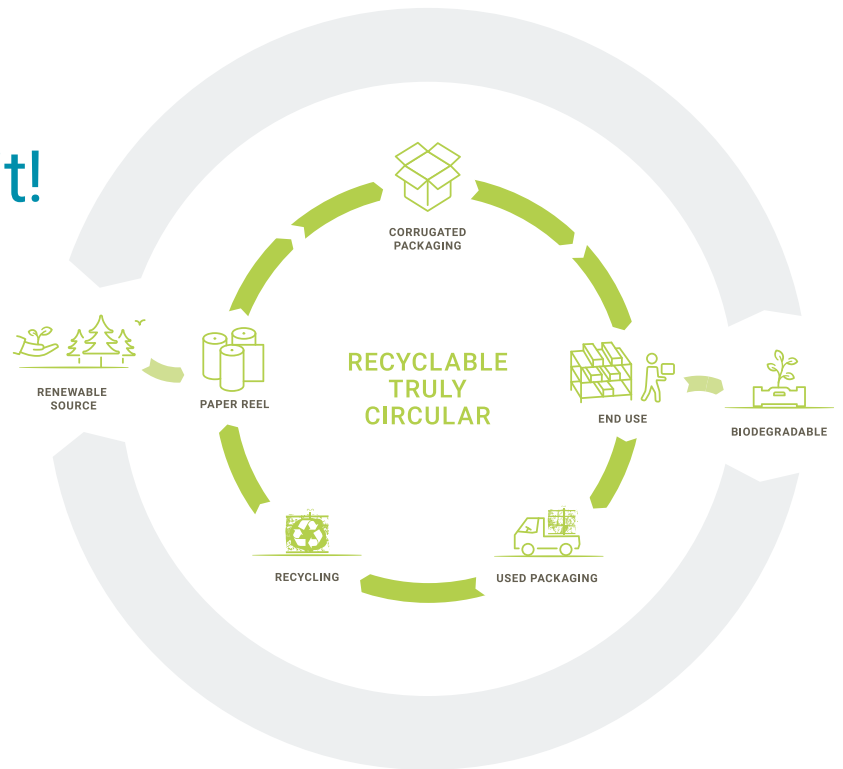 t!
CORRUGATED
PACKAGING
RECYCLABLE
TRULY
CIRCULAR
RENEWABLE
SOURCE
PAPER REEL
END USE
BIODEGRADABLE
RECYCLING
USED PACKAGING